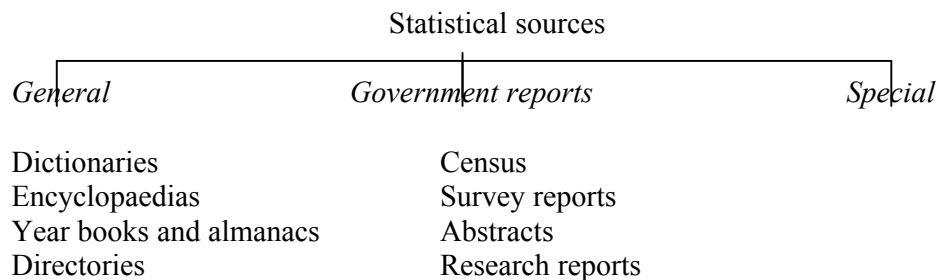 Statistical sources
General Government reports Special
Dictionaries Census
Encyclopaedias Survey reports
Year books and almanacs Abstracts
Directories Research reports